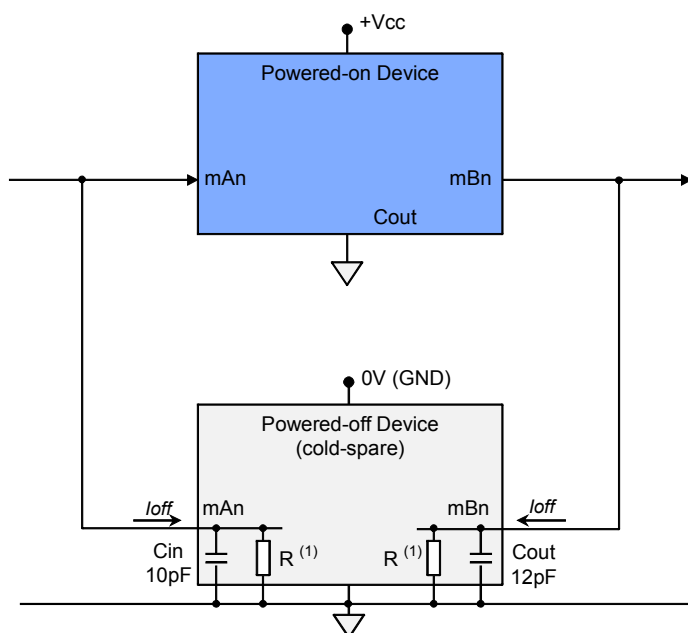 +Vcc
Powered-on Device
mAn
mBn
Cout
0V (GND)
Powered-off Device
(cold-spare)
Ioff
mAn
mBn
Ioff
Cin
10pF
R (1)
R (1)
Cout
12pF